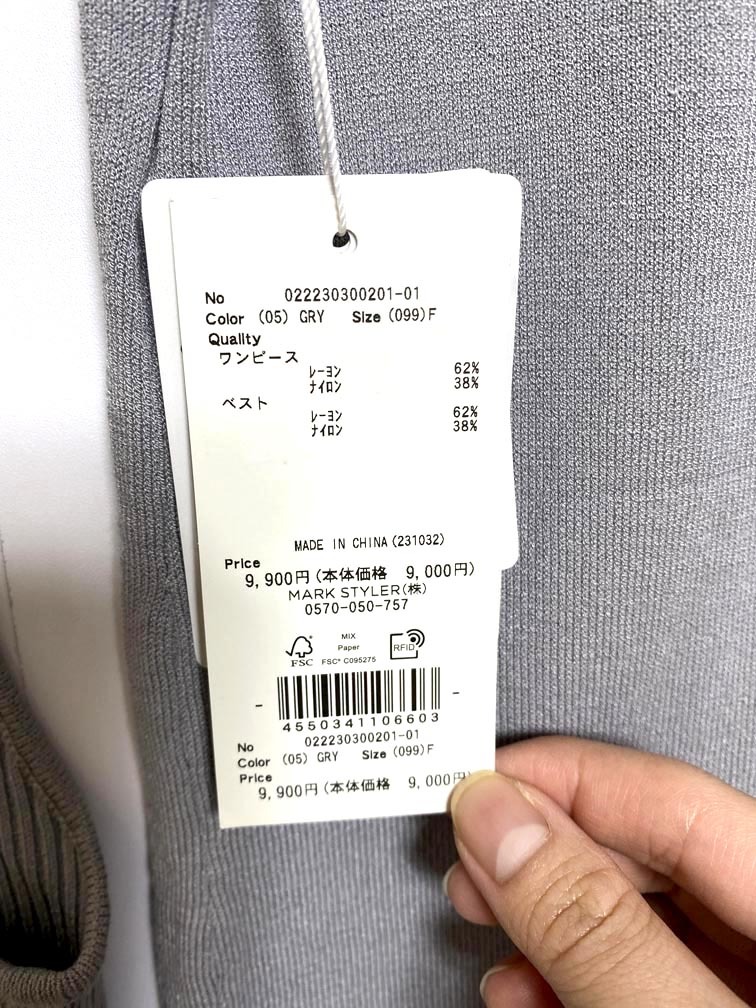 No 022230300201-01
Color (05) GRY Size (099)F
Quality
ワンピース
ﾚｰﾖﾝ 62%
ﾅｲﾛﾝ 38%
ベスト
ﾚｰﾖﾝ 62%
ﾅｲﾛﾝ 38%
MADE IN CHINA(231032)
Price
9,900円(本体価格 9,000円)
MARK STYLER(株)
0570-050-757
MIX
Paper
FSC FSC® C095275
RFID
4550341106603
No 022230300201-01
Color (05) GRY Size (099)F
Price
9,900円(本体価格 9,000円)